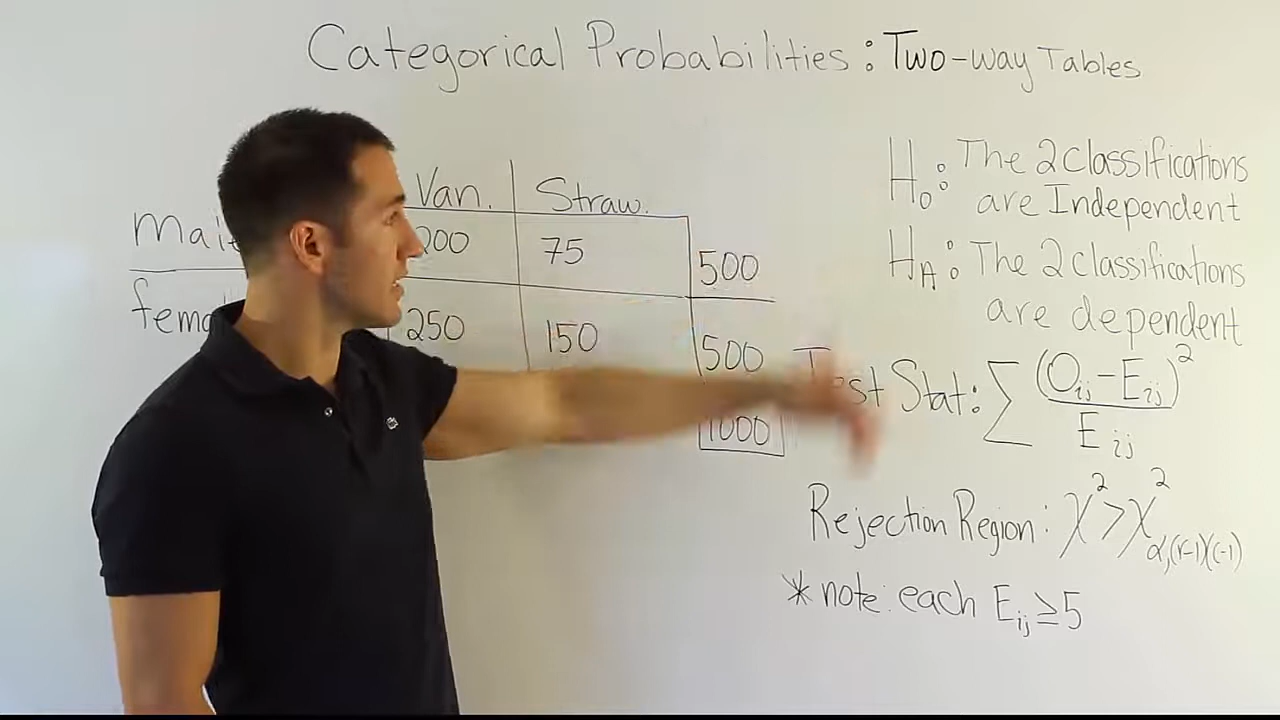 Categorical Probabilities: Two-way Tables
Van. Straw.
200 75 500
250 150 500
1000
H₀: The 2 classifications
are Independent
H_A: The 2 classifications
are dependent
Test Stat: Σ (O_ij - E_ij)² / E_ij
Rejection Region: χ² > χ²_α,(r-1)(c-1)
* note: each E_ij ≥ 5